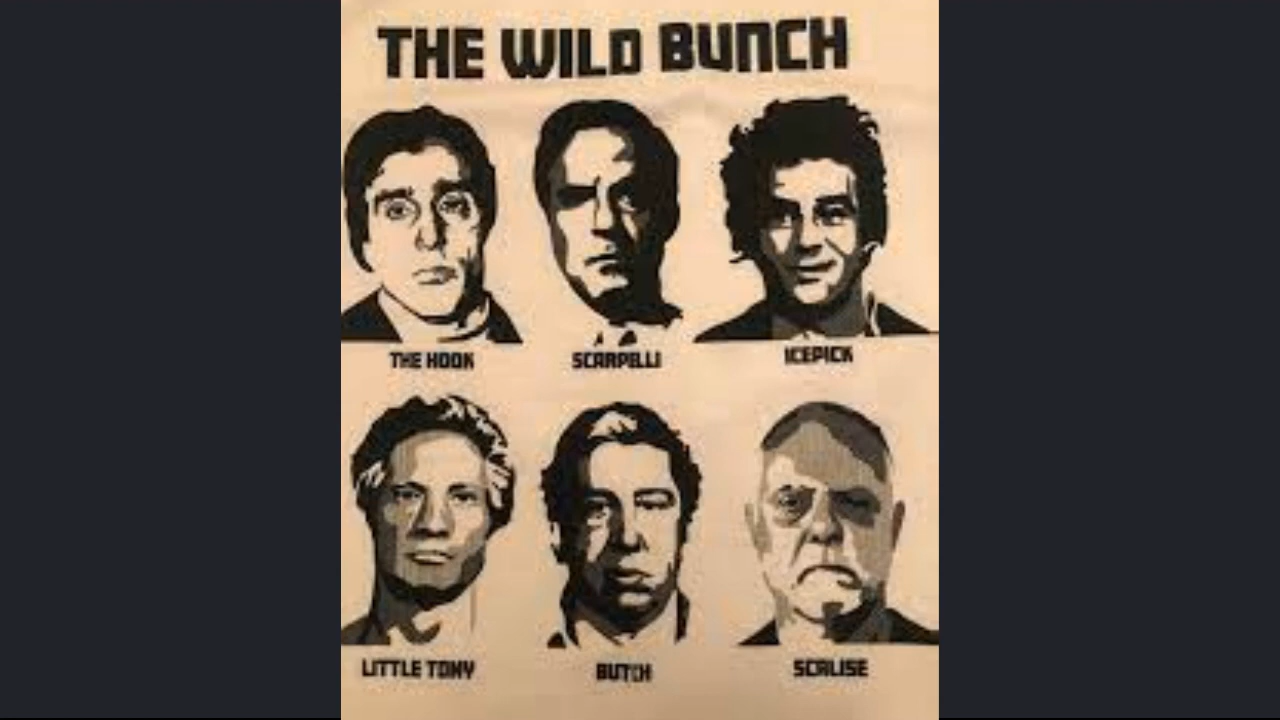 THE WILD BUNCH
THE HOOK
SCARPELLI
ICEPICK
LITTLE TONY
BUTCH
SCALISE